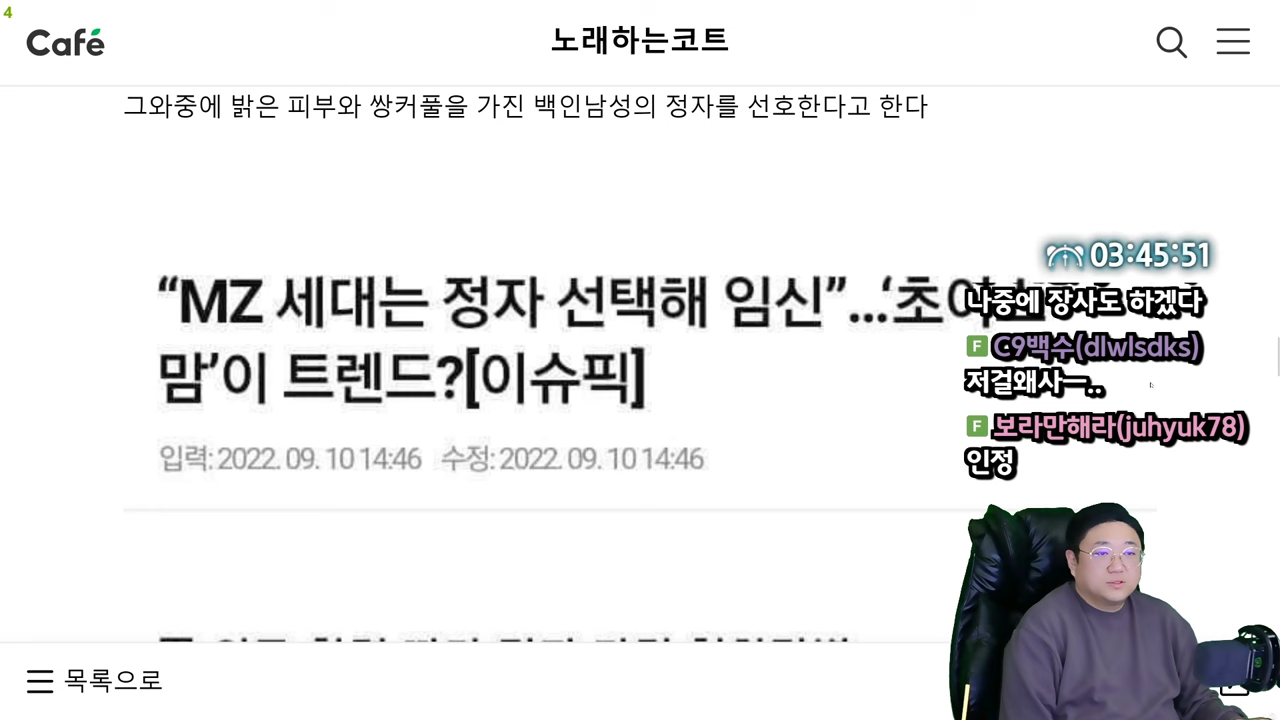 4
Café
노래하는코트
그와중에 밝은 피부와 쌍커풀을 가진 백인남성의 정자를 선호한다고 한다
“MZ 세대는 정자 선택해 임신”…‘초이스
맘’이 트렌드?[이슈픽]
입력: 2022. 09. 10 14:46 수정: 2022. 09. 10 14:46
03:45:51
나중에 장사도 하겠다
F C9백수(dlwlsdks)
저걸왜사ㅡ..
F 보라만해라(juhyuk78)
인정
목록으로